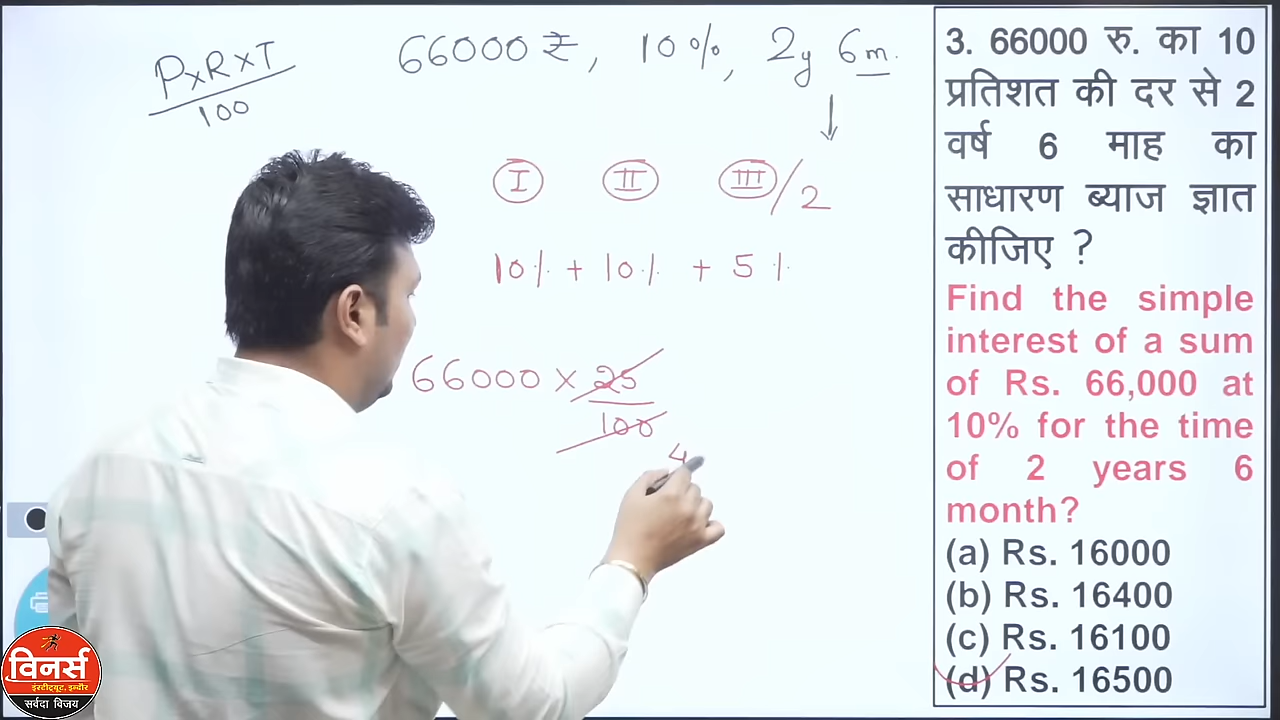 P×R×T
100
66000 ₹, 10%, 2y 6m.
I II III/2
10% + 10% + 5%
66000 × 25
100
4
3. 66000 रु. का 10
प्रतिशत की दर से 2
वर्ष 6 माह का
साधारण ब्याज ज्ञात
कीजिए ?
Find the simple
interest of a sum
of Rs. 66,000 at
10% for the time
of 2 years 6
month?
(a) Rs. 16000
(b) Rs. 16400
(c) Rs. 16100
(d) Rs. 16500
विनर्स
इंस्टीट्यूट, इन्दौर
सर्वदा विजय